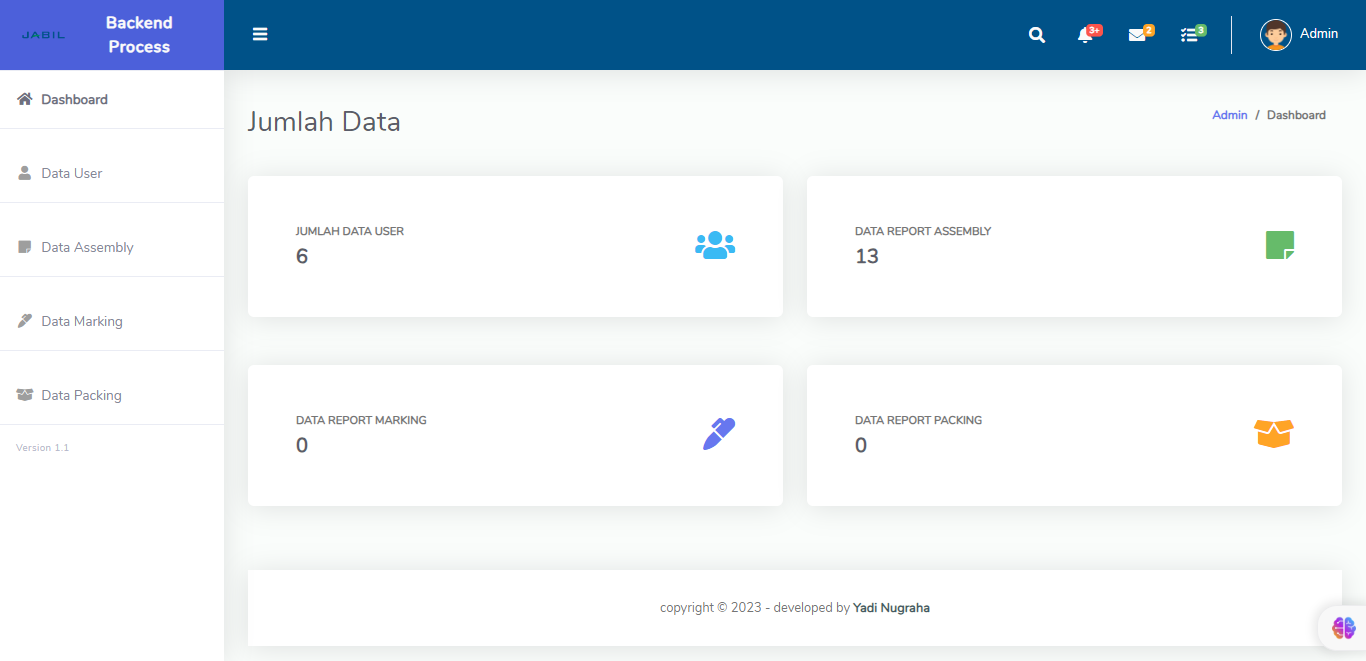 JABIL
Backend
Process
3+
2
3
Admin
Dashboard
Data User
Data Assembly
Data Marking
Data Packing
Version 1.1
Jumlah Data
Admin / Dashboard
JUMLAH DATA USER
6
DATA REPORT ASSEMBLY
13
DATA REPORT MARKING
0
DATA REPORT PACKING
0
copyright © 2023 - developed by Yadi Nugraha